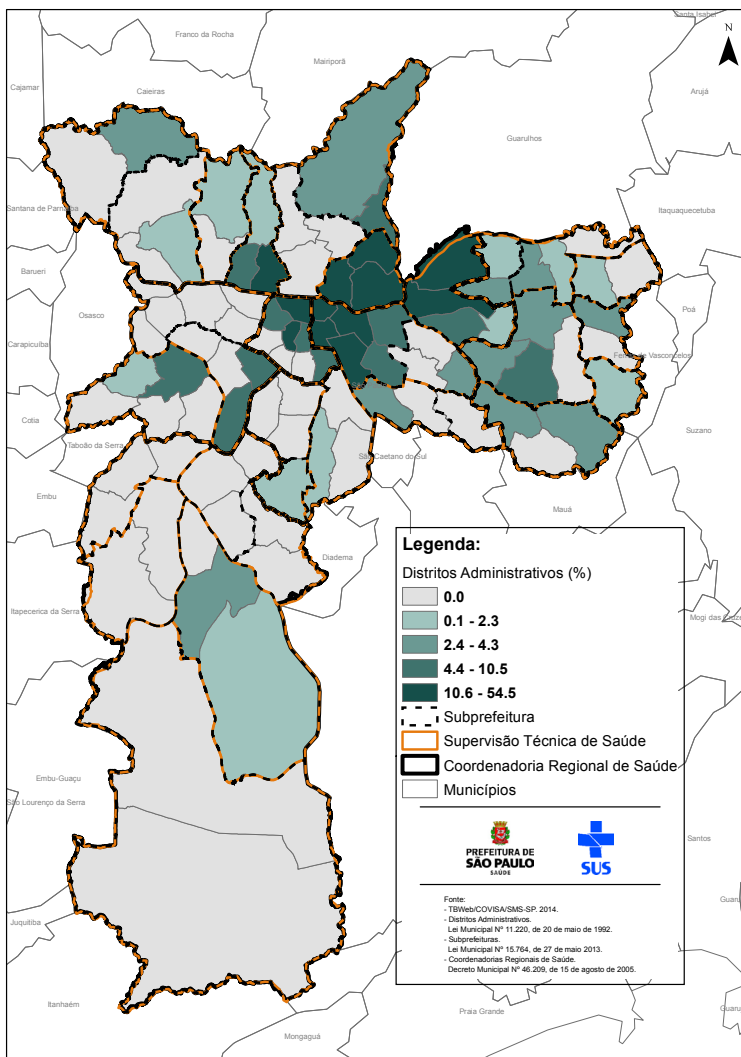 Santa Isabel
Franco da Rocha
N
Mairiporã
Cajamar
Caieiras
Arujá
Guarulhos
Santana de Parnaíba
Itaquaquecetuba
Barueri
Osasco
Poá
Carapicuíba
Ferraz de Vasconcelos
Cotia
Suzano
Taboão da Serra
São Caetano do Sul
Embu
Mauá
Diadema
Itapecerica da Serra
Mogi das Cruzes
Embu-Guaçu
São Lourenço da Serra
Santos
Juquitiba
Guaru
Itanhaém
Praia Grande
Guaru
Mongaguá
Legenda:
Distritos Administrativos (%)
0.0
0.1 - 2.3
2.4 - 4.3
4.4 - 10.5
10.6 - 54.5
Subprefeitura
Supervisão Técnica de Saúde
Coordenadoria Regional de Saúde
Municípios
PREFEITURA DE
SÃO PAULO
SAÚDE
SUS
Fonte:
- TBWeb/COVISA/SMS-SP. 2014.
- Distritos Administrativos.
Lei Municipal Nº 11.220, de 20 de maio de 1992.
- Subprefeituras.
Lei Municipal Nº 15.764, de 27 de maio 2013.
- Coordenadorias Regionais de Saúde.
Decreto Municipal Nº 46.209, de 15 de agosto de 2005.